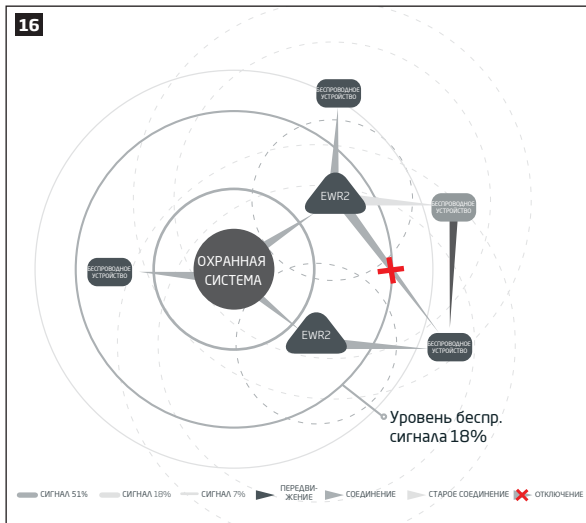 16
БЕСПРОВОДНОЕ
УСТРОЙСТВО
EWR2
БЕСПРОВОДНОЕ
УСТРОЙСТВО
ОХРАННАЯ
СИСТЕМА
БЕСПРОВОДНОЕ
УСТРОЙСТВО
EWR2
БЕСПРОВОДНОЕ
УСТРОЙСТВО
Уровень беспр.
сигнала 18%
СИГНАЛ 51%
СИГНАЛ 18%
СИГНАЛ 7%
ПЕРЕДВИ-
ЖЕНИЕ
СОЕДИНЕНИЕ
СТАРОЕ СОЕДИНЕНИЕ
ОТКЛЮЧЕНИЕ